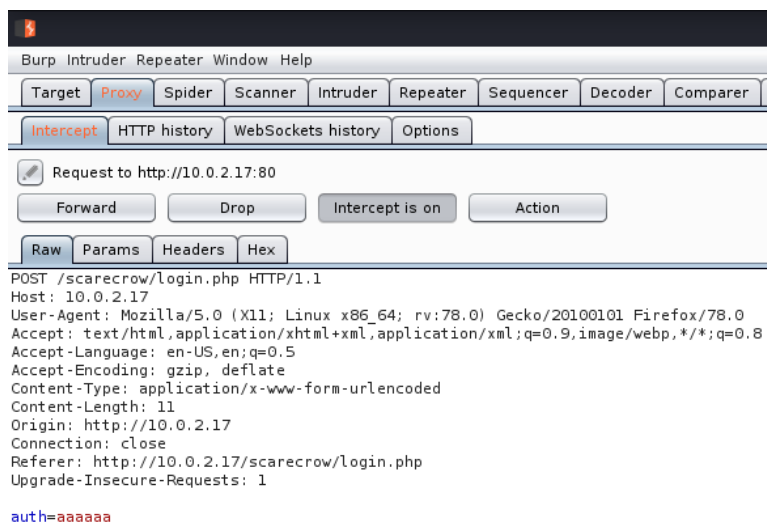 Burp Intruder Repeater Window Help
Target Proxy Spider Scanner Intruder Repeater Sequencer Decoder Comparer
Intercept HTTP history WebSockets history Options
Request to http://10.0.2.17:80
Forward Drop Intercept is on Action
Raw Params Headers Hex
POST /scarecrow/login.php HTTP/1.1
Host: 10.0.2.17
User-Agent: Mozilla/5.0 (X11; Linux x86_64; rv:78.0) Gecko/20100101 Firefox/78.0
Accept: text/html,application/xhtml+xml,application/xml;q=0.9,image/webp,*/*;q=0.8
Accept-Language: en-US,en;q=0.5
Accept-Encoding: gzip, deflate
Content-Type: application/x-www-form-urlencoded
Content-Length: 11
Origin: http://10.0.2.17
Connection: close
Referer: http://10.0.2.17/scarecrow/login.php
Upgrade-Insecure-Requests: 1
auth=aaaaaa